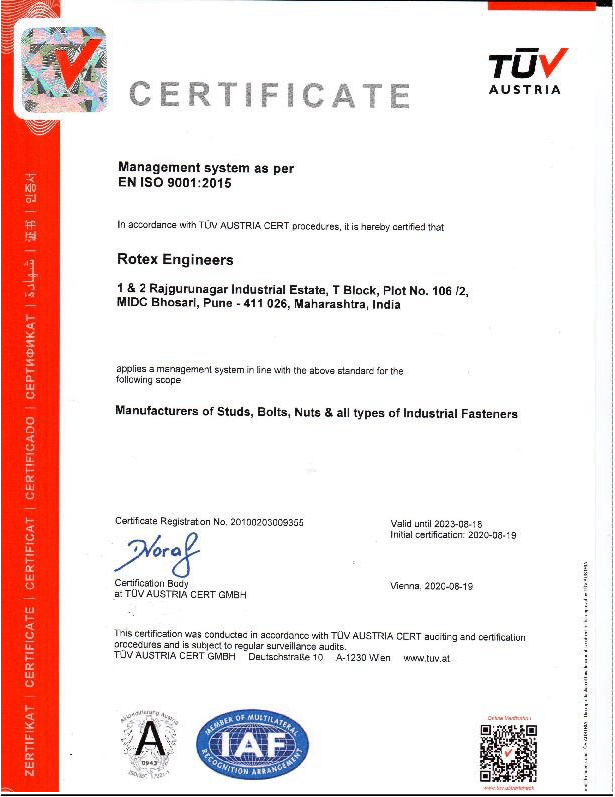 TÜV
AUSTRIA
CERTIFICATE
Management system as per
EN ISO 9001:2015
In accordance with TÜV AUSTRIA CERT procedures, it is hereby certified that
Rotex Engineers
1 & 2 Rajgurunagar Industrial Estate, T Block, Plot No. 106 /2,
MIDC Bhosari, Pune - 411 026, Maharashtra, India
applies a management system in line with the above standard for the
following scope
Manufacturers of Studs, Bolts, Nuts & all types of Industrial Fasteners
Certificate Registration No. 20100203009355
Valid until 2023-08-18
Initial certification: 2020-08-19
Certification Body
at TÜV AUSTRIA CERT GMBH
Vienna, 2020-08-19
This certification was conducted in accordance with TÜV AUSTRIA CERT auditing and certification
procedures and is subject to regular surveillance audits.
TÜV AUSTRIA CERT GMBH Deutschstraße 10 A-1230 Wien www.tuv.at
ZERTIFIKAT | CERTIFICATE | CERTIFICAT | CERTIFICADO | СЕРТИФИКАТ | شهادة | 证书 | 인증서
Akkreditierung Austria
A
0943
MEMBER OF MULTILATERAL
IAF
RECOGNITION ARRANGEMENT
Online Verification